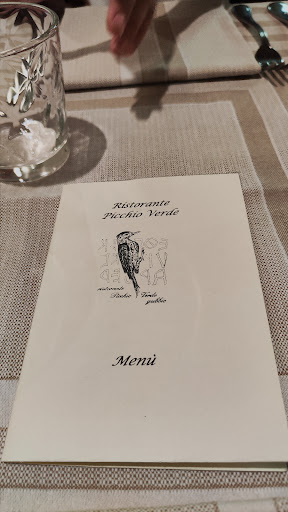 Ristorante
Picchio Verde
ristorante
Picchio Verde
gubbio
Menù